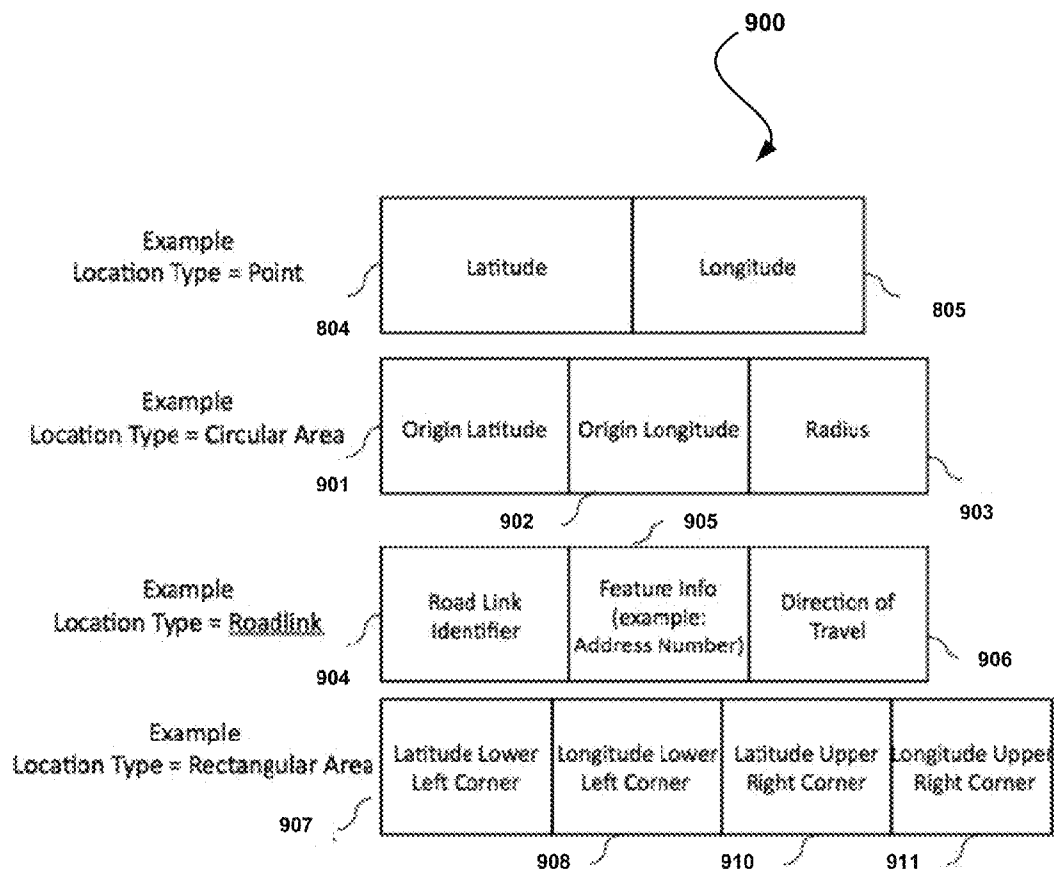 900
Example
Location Type = Point
Latitude
Longitude
804
805
Example
Location Type = Circular Area
Origin Latitude
Origin Longitude
Radius
901
902
905
903
Example
Location Type = Roadlink
Road Link
Identifier
Feature Info
(example:
Address Number)
Direction of
Travel
904
906
Example
Location Type = Rectangular Area
Latitude Lower
Left Corner
Longitude Lower
Left Corner
Latitude Upper
Right Corner
Longitude Upper
Right Corner
907
908
910
911